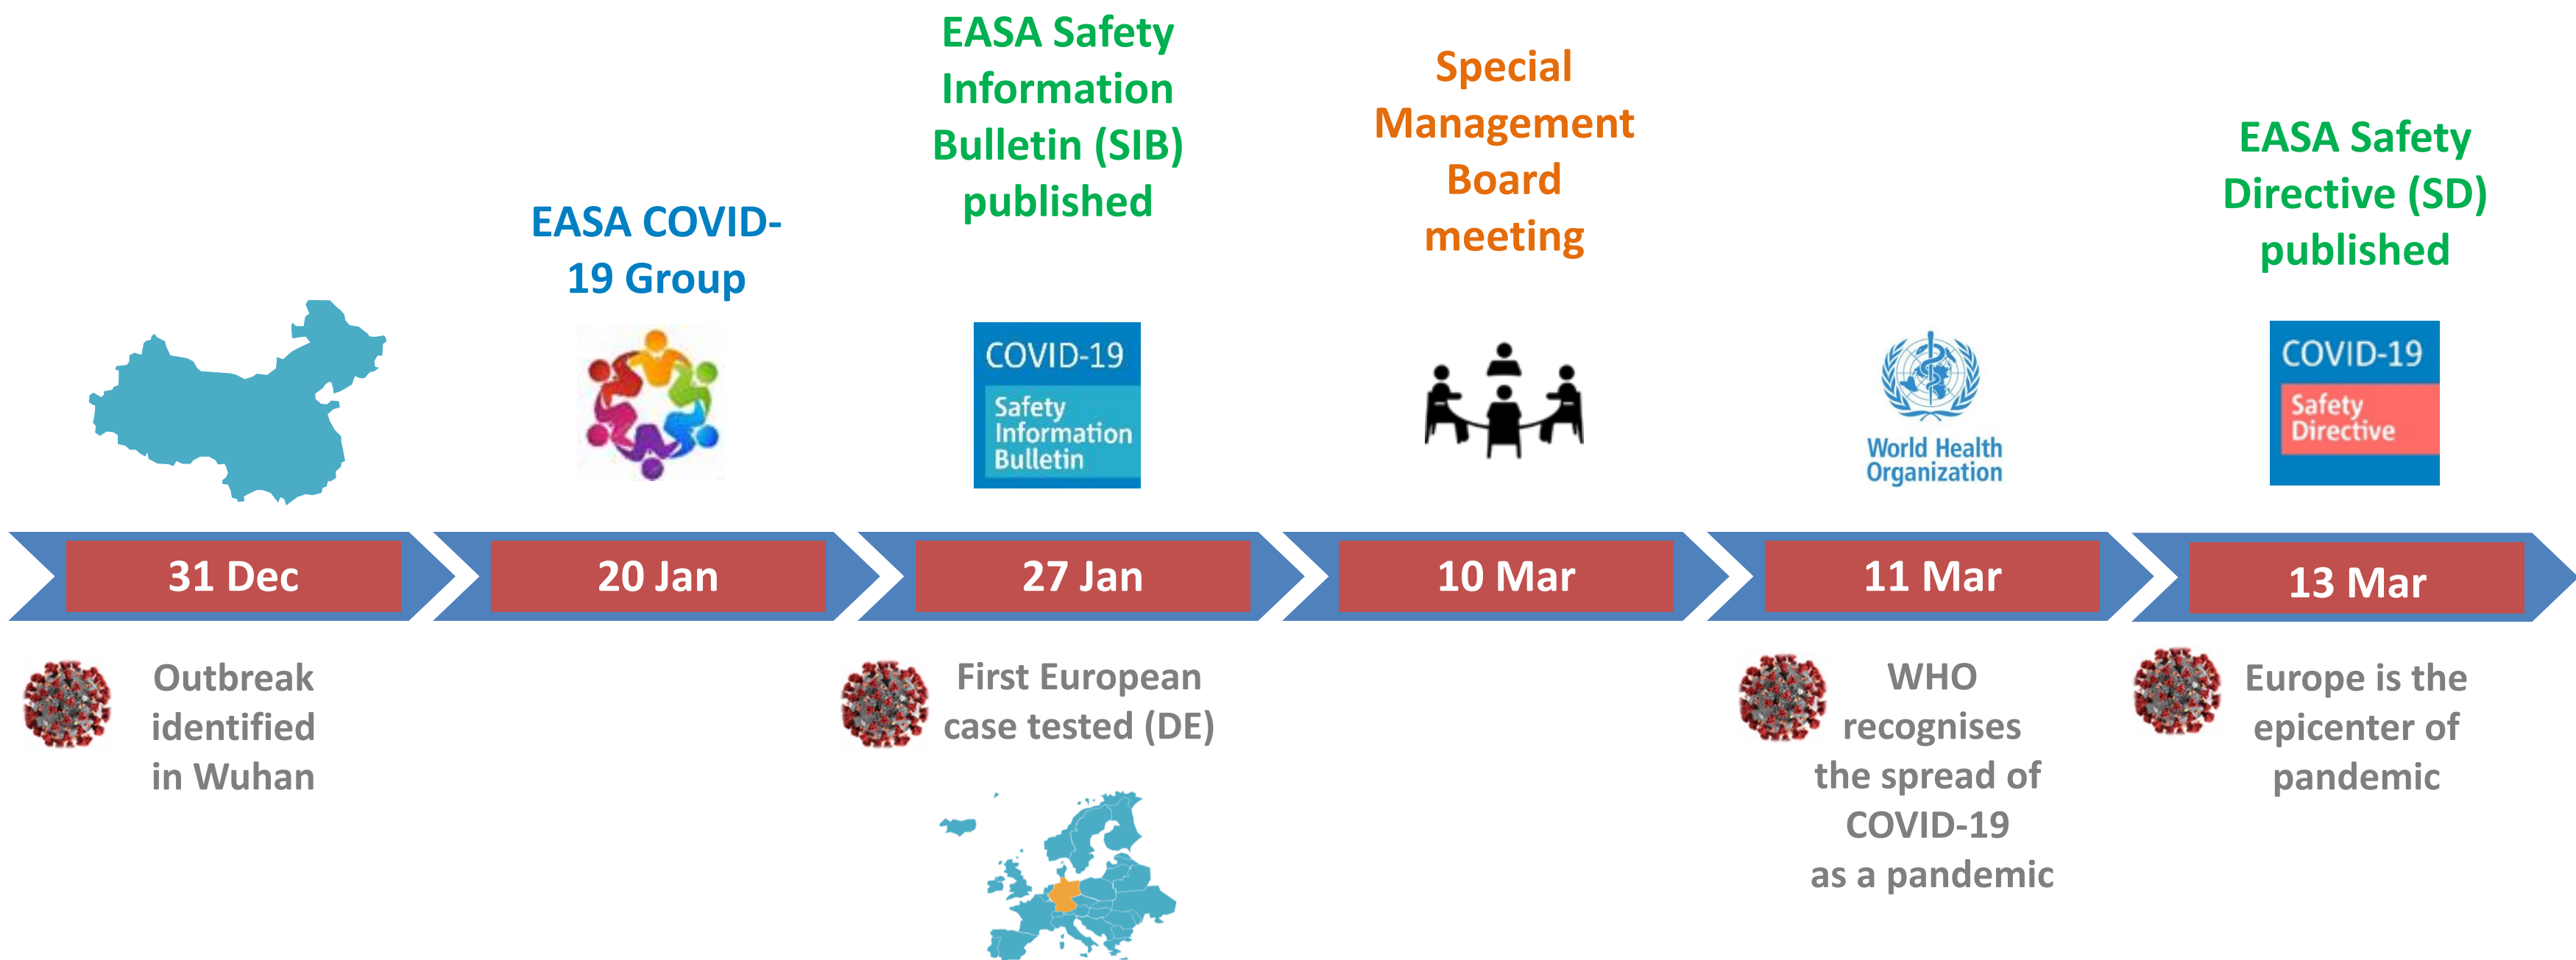 EASA COVID-
19 Group
EASA Safety
Information
Bulletin (SIB)
published
Special
Management
Board
meeting
EASA Safety
Directive (SD)
published
COVID-19
Safety
Information
Bulletin
World Health
Organization
COVID-19
Safety
Directive
31 Dec
20 Jan
27 Jan
10 Mar
11 Mar
13 Mar
Outbreak
identified
in Wuhan
First European
case tested (DE)
WHO
recognises
the spread of
COVID-19
as a pandemic
Europe is the
epicenter of
pandemic